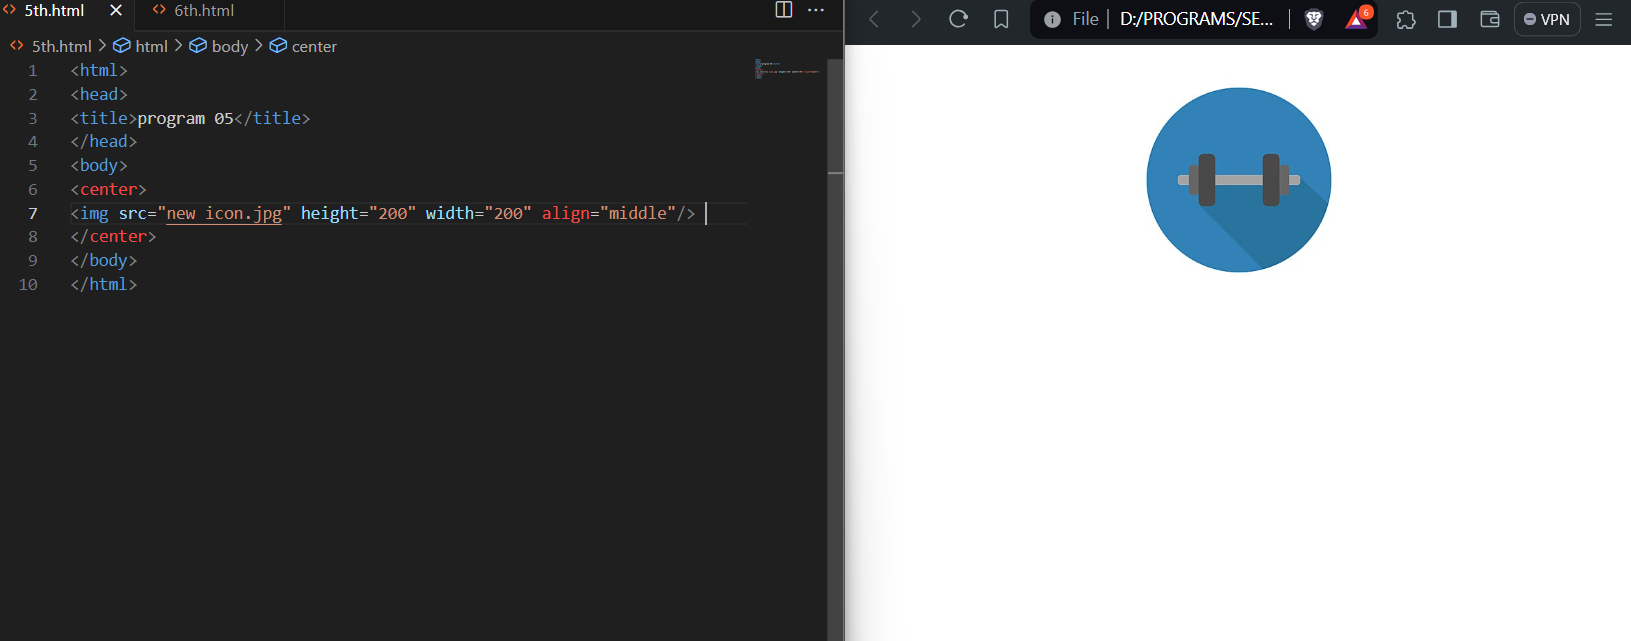 5th.html
6th.html
5th.html > html > body > center
1 <html>
2 <head>
3 <title>program 05</title>
4 </head>
5 <body>
6 <center>
7 <img src="new icon.jpg" height="200" width="200" align="middle"/>
8 </center>
9 </body>
10 </html>
File | D:/PROGRAMS/SE...
6
VPN